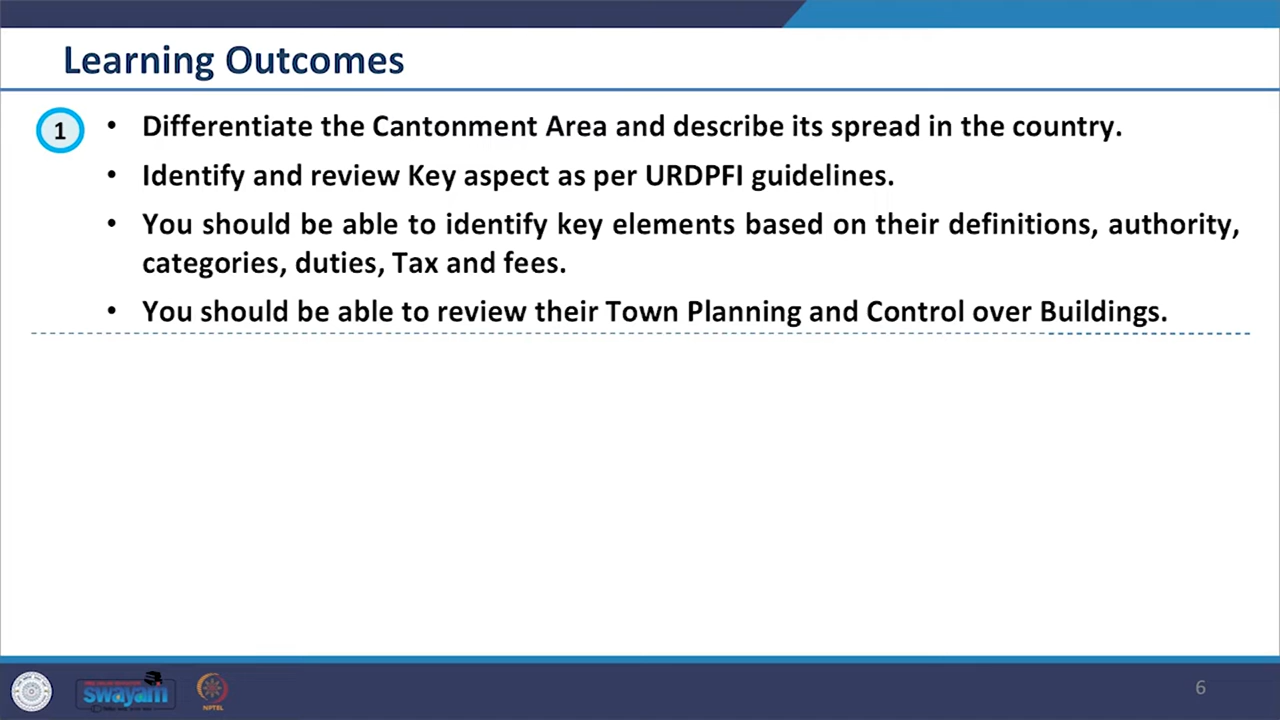 Learning Outcomes
1
• Differentiate the Cantonment Area and describe its spread in the country.
• Identify and review Key aspect as per URDPFI guidelines.
• You should be able to identify key elements based on their definitions, authority,
categories, duties, Tax and fees.
• You should be able to review their Town Planning and Control over Buildings.
swayam
NPTEL
6